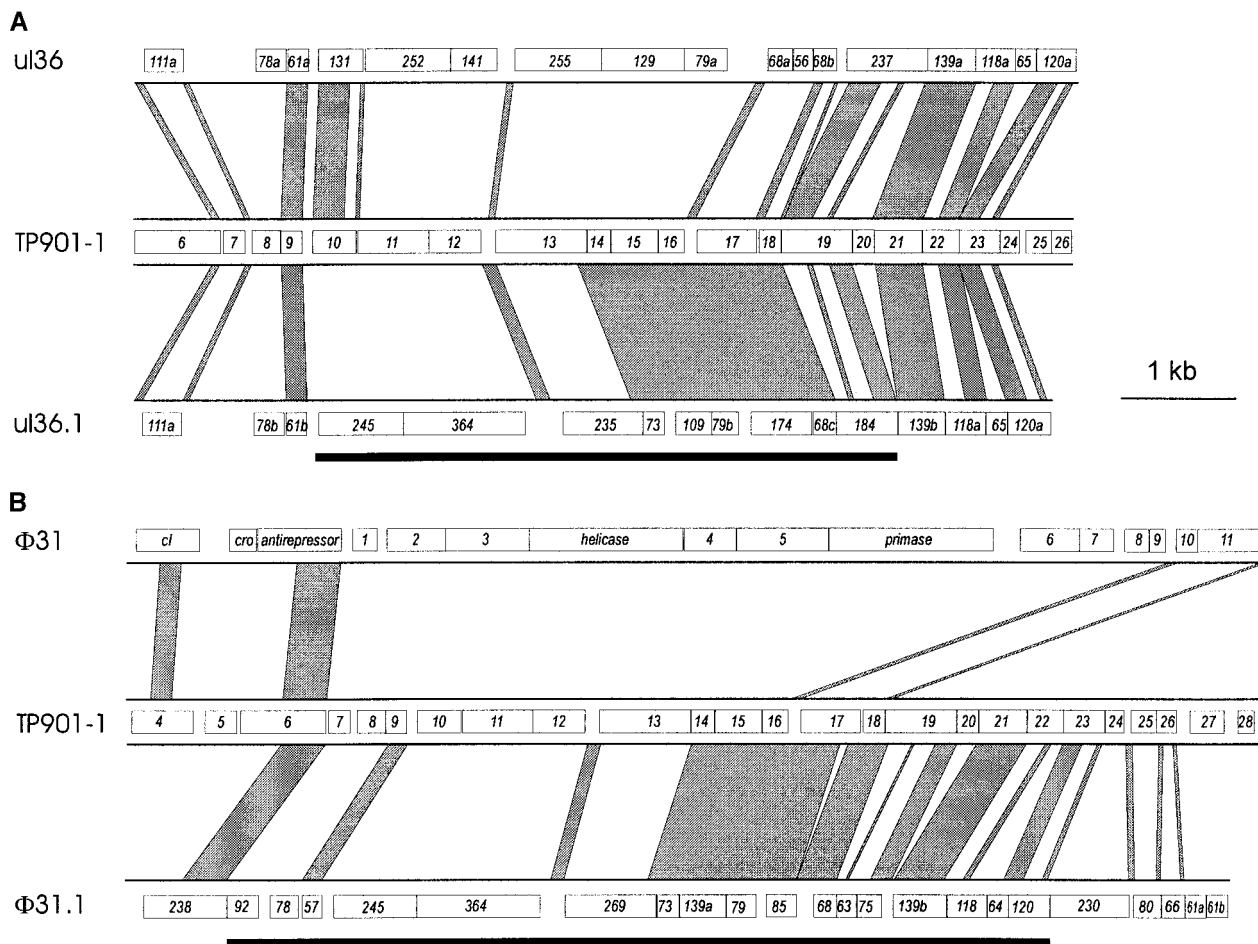 A
ul36
111a 78a 61a 131 252 141 255 129 79a 68a 56 68b 237 139a 118a 65 120a
TP901-1
6 7 8 9 10 11 12 13 14 15 16 17 18 19 20 21 22 23 24 25 26
1 kb
ul36.1
111a 78b 61b 245 364 235 73 109 79b 174 68c 184 139b 118a 65 120a
B
Φ31
cI cro antirepressor 1 2 3 helicase 4 5 primase 6 7 8 9 10 11
TP901-1
4 5 6 7 8 9 10 11 12 13 14 15 16 17 18 19 20 21 22 23 24 25 26 27 28
Φ31.1
238 92 78 57 245 364 269 73 139a 79 85 68 63 75 139b 118 64 120 230 80 66 61a 61b